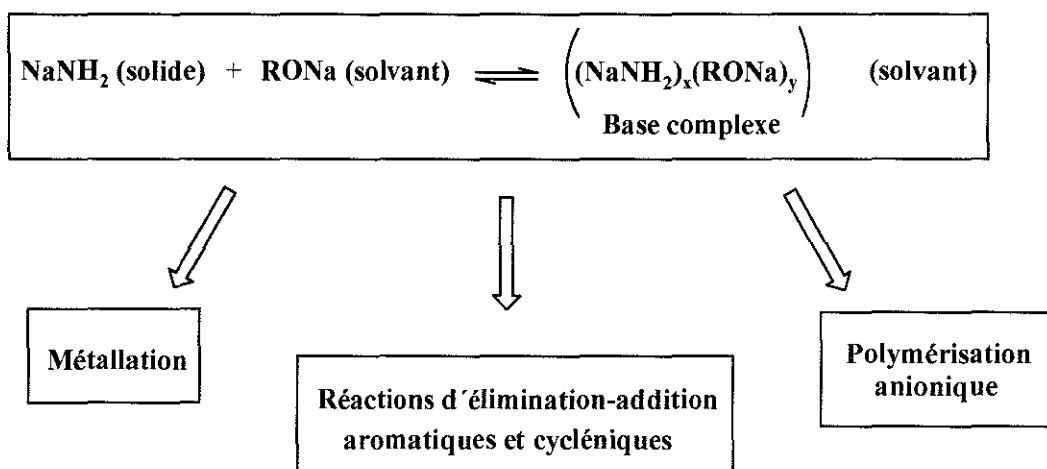 NaNH₂ (solide) + RONa (solvant) ⇌ ((NaNH₂)ₓ(RONa)ᵧ) (solvant)
Base complexe
Métallation
Réactions d´élimination-addition
aromatiques et cycléniques
Polymérisation
anionique